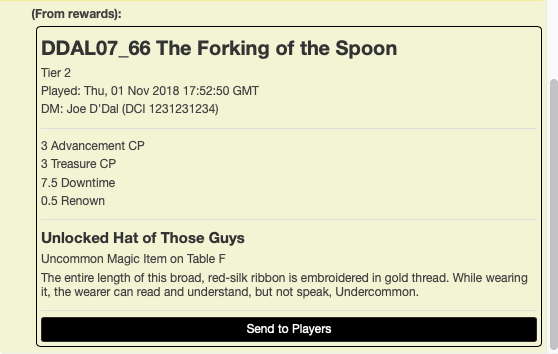 (From rewards):
DDAL07_66 The Forking of the Spoon
Tier 2
Played: Thu, 01 Nov 2018 17:52:50 GMT
DM: Joe D'Dal (DCI 1231231234)
3 Advancement CP
3 Treasure CP
7.5 Downtime
0.5 Renown
Unlocked Hat of Those Guys
Uncommon Magic Item on Table F
The entire length of this broad, red-silk ribbon is embroidered in gold thread. While wearing
it, the wearer can read and understand, but not speak, Undercommon.
Send to Players